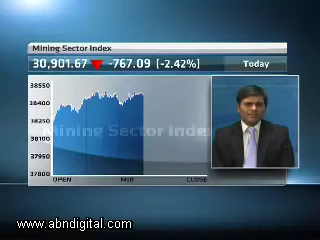 Mining Sector Index
30,901.67 -767.09 [-2.42%] Today
38550
38400
38250
38100
37950
37800
Mining Sector Index
OPEN MID CLOSE
www.abndigital.com